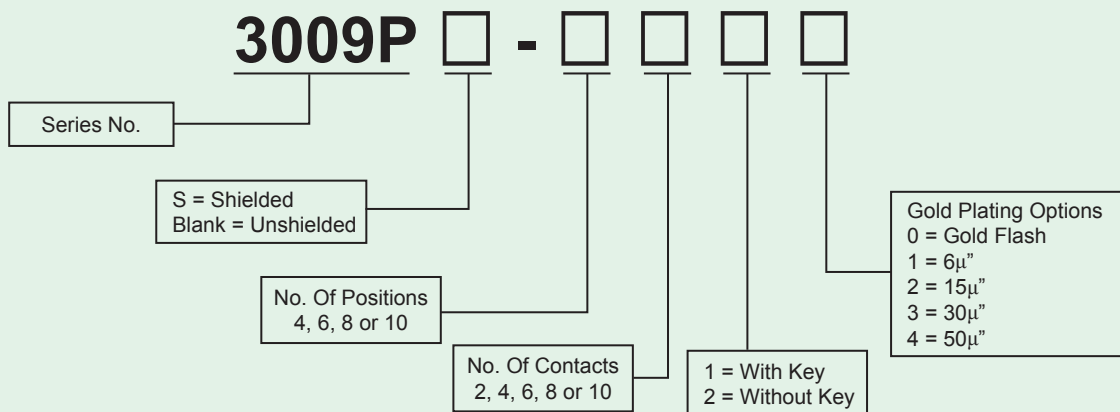 3009P -
Series No.
S = Shielded
Blank = Unshielded
No. Of Positions
4, 6, 8 or 10
No. Of Contacts
2, 4, 6, 8 or 10
1 = With Key
2 = Without Key
Gold Plating Options
0 = Gold Flash
1 = 6μ”
2 = 15μ”
3 = 30μ”
4 = 50μ”